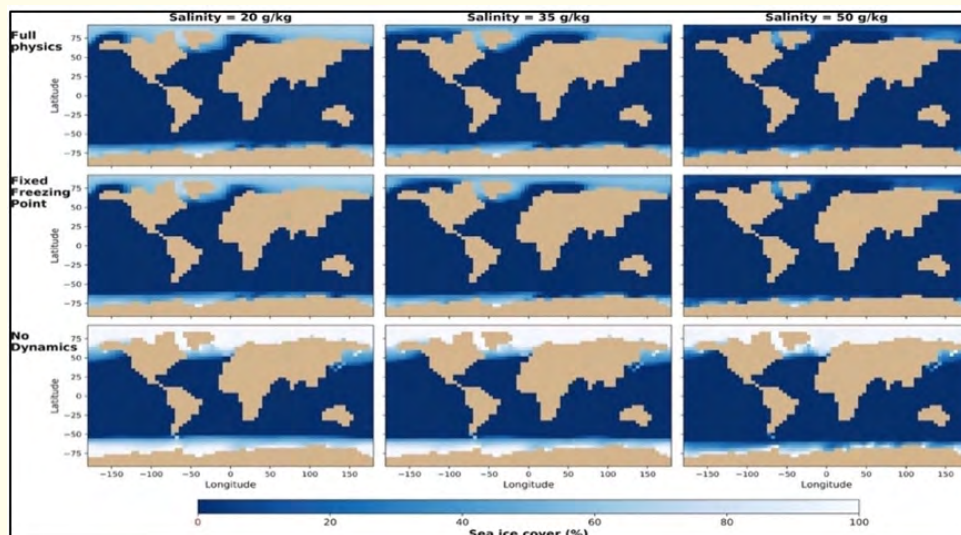 Salinity = 20 g/kg Salinity = 35 g/kg Salinity = 50 g/kg
Full
physics
75
50
25
0
−25
−50
−75
Latitude
Fixed
Freezing
Point
75
50
25
0
−25
−50
−75
Latitude
No
Dynamics
75
50
25
0
−25
−50
−75
Latitude
−150 −100 −50 0 50 100 150 −150 −100 −50 0 50 100 150 −150 −100 −50 0 50 100 150
Longitude Longitude Longitude
0 20 40 60 80 100
Sea ice cover (%)